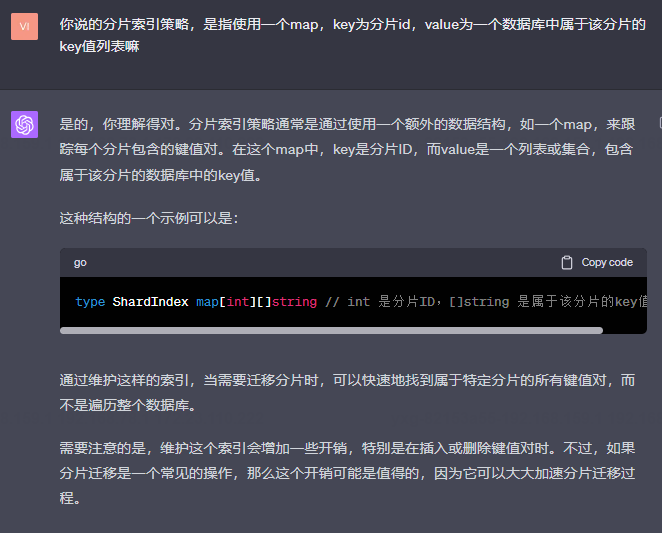 VI
你说的分片索引策略，是指使用一个map，key为分片id，value为一个数据库中属于该分片的
key值列表嘛
是的，你理解得对。分片索引策略通常是通过使用一个额外的数据结构，如一个map，来跟
踪每个分片包含的键值对。在这个map中，key是分片ID，而value是一个列表或集合，包含
属于该分片的数据库中的key值。
这种结构的一个示例可以是：
go
Copy code
type ShardIndex map[int][]string // int 是分片ID，[]string 是属于该分片的key值
通过维护这样的索引，当需要迁移分片时，可以快速地找到属于特定分片的所有键值对，而
不是遍历整个数据库。
需要注意的是，维护这个索引会增加一些开销，特别是在插入或删除键值对时。不过，如果
分片迁移是一个常见的操作，那么这个开销可能是值得的，因为它可以大大加速分片迁移过
程。